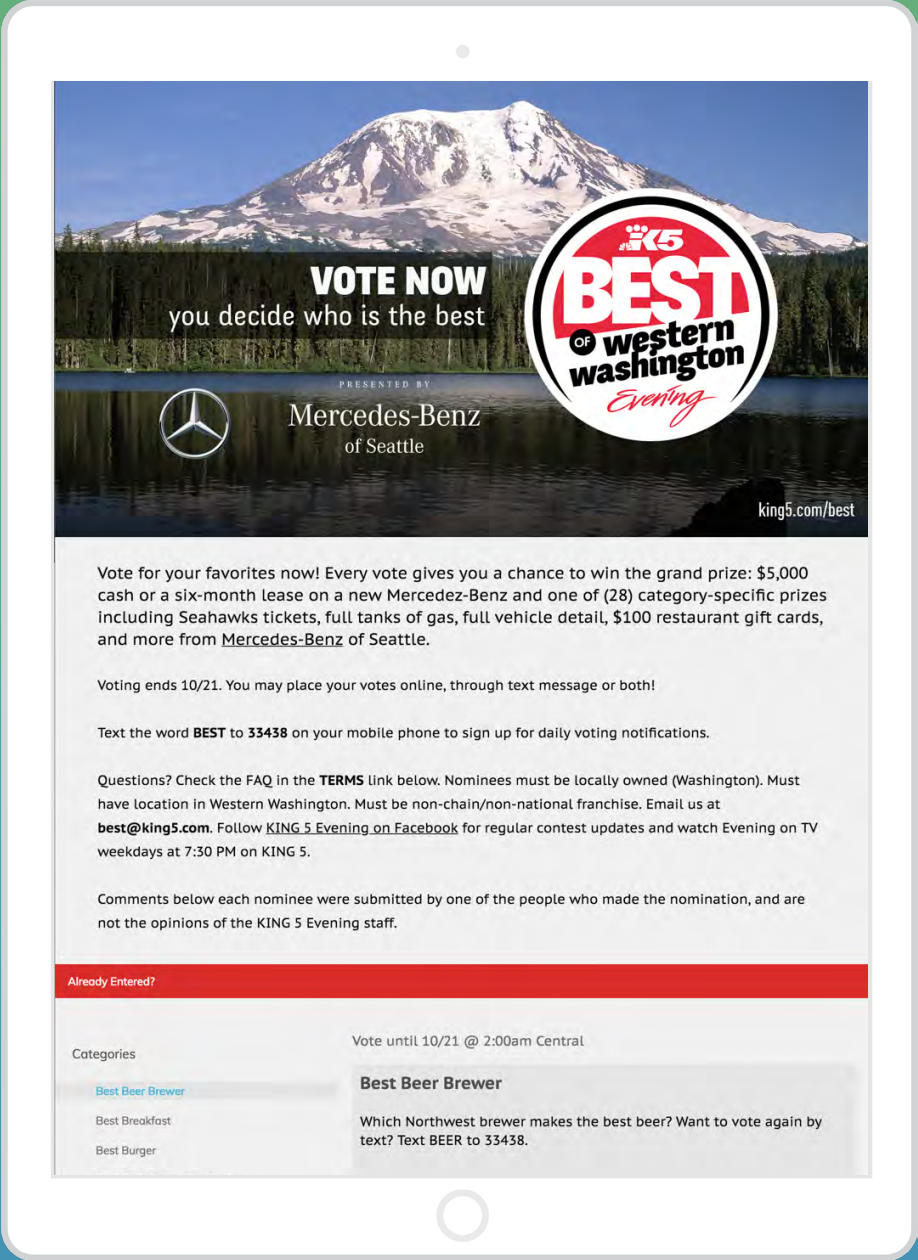 K5
BEST
OF western
washington
Evening
VOTE NOW
you decide who is the best
PRESENTED BY
Mercedes-Benz
of Seattle
king5.com/best
Vote for your favorites now! Every vote gives you a chance to win the grand prize: $5,000
cash or a six-month lease on a new Mercedez-Benz and one of (28) category-specific prizes
including Seahawks tickets, full tanks of gas, full vehicle detail, $100 restaurant gift cards,
and more from Mercedes-Benz of Seattle.
Voting ends 10/21. You may place your votes online, through text message or both!
Text the word BEST to 33438 on your mobile phone to sign up for daily voting notifications.
Questions? Check the FAQ in the TERMS link below. Nominees must be locally owned (Washington). Must
have location in Western Washington. Must be non-chain/non-national franchise. Email us at
best@king5.com. Follow KING 5 Evening on Facebook for regular contest updates and watch Evening on TV
weekdays at 7:30 PM on KING 5.
Comments below each nominee were submitted by one of the people who made the nomination, and are
not the opinions of the KING 5 Evening staff.
Already Entered?
Categories
Best Beer Brewer
Best Breakfast
Best Burger
Vote until 10/21 @ 2:00am Central
Best Beer Brewer
Which Northwest brewer makes the best beer? Want to vote again by
text? Text BEER to 33438.